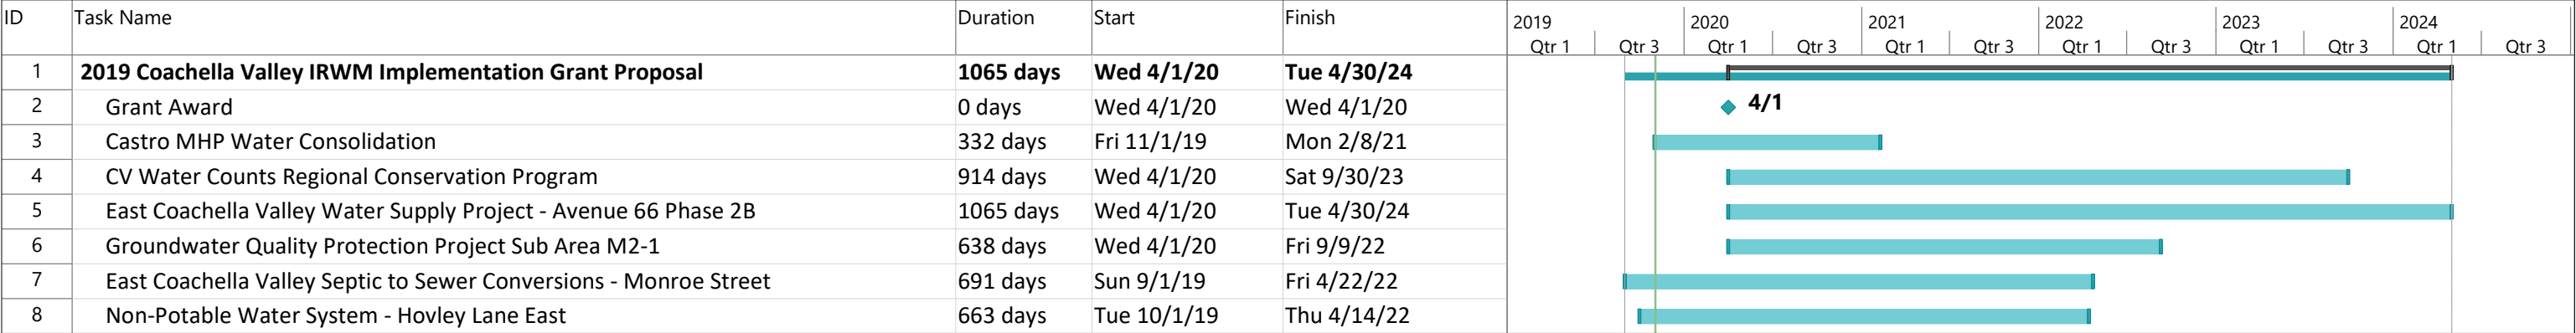 ID Task Name Duration Start Finish 2019 2020 2021 2022 2023 2024
Qtr 1 Qtr 3 Qtr 1 Qtr 3 Qtr 1 Qtr 3 Qtr 1 Qtr 3 Qtr 1 Qtr 3 Qtr 1 Qtr 3
1 2019 Coachella Valley IRWM Implementation Grant Proposal 1065 days Wed 4/1/20 Tue 4/30/24
2 Grant Award 0 days Wed 4/1/20 Wed 4/1/20 4/1
3 Castro MHP Water Consolidation 332 days Fri 11/1/19 Mon 2/8/21
4 CV Water Counts Regional Conservation Program 914 days Wed 4/1/20 Sat 9/30/23
5 East Coachella Valley Water Supply Project - Avenue 66 Phase 2B 1065 days Wed 4/1/20 Tue 4/30/24
6 Groundwater Quality Protection Project Sub Area M2-1 638 days Wed 4/1/20 Fri 9/9/22
7 East Coachella Valley Septic to Sewer Conversions - Monroe Street 691 days Sun 9/1/19 Fri 4/22/22
8 Non-Potable Water System - Hovley Lane East 663 days Tue 10/1/19 Thu 4/14/22